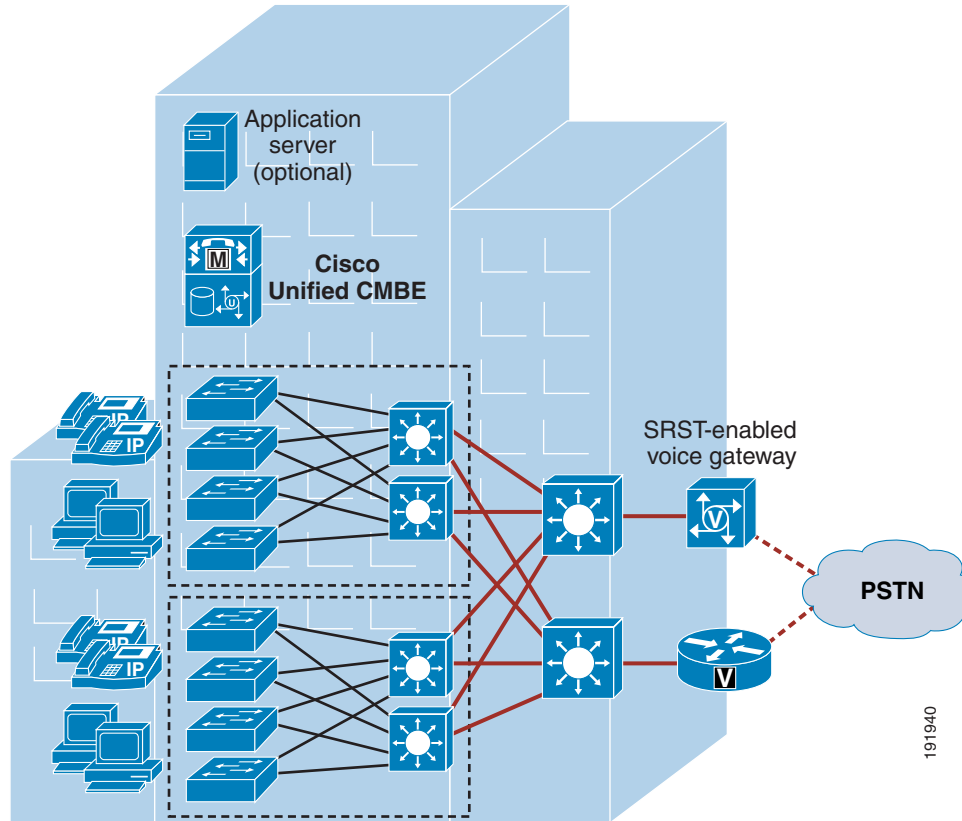 Application
server
(optional)
M
Cisco
Unified CMBE
U
IP
IP
SRST-enabled
voice gateway
V
PSTN
IP
IP
V
191940